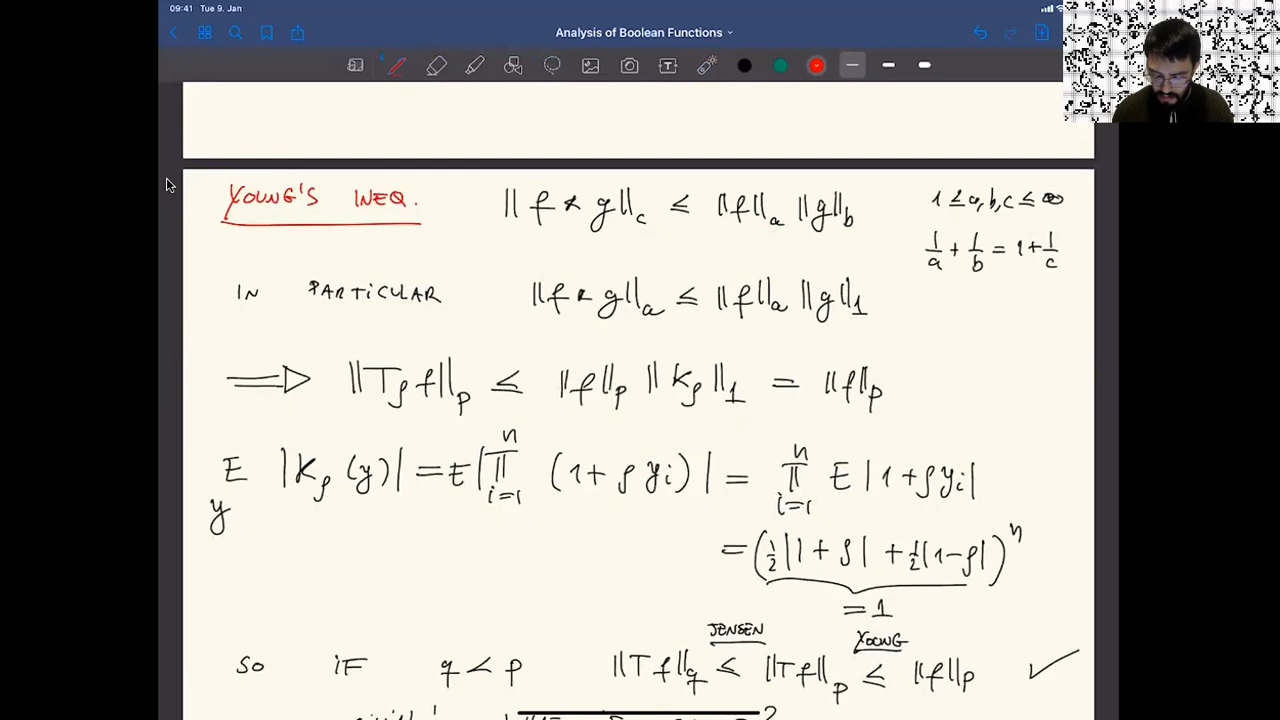 09:41 Tue 9. Jan
Analysis of Boolean Functions
YOUNG'S INEQ. ‖f * g‖_c ≤ ‖f‖_a ‖g‖_b 1 ≤ a,b,c ≤ ∞
1/a + 1/b = 1 + 1/c
IN PARTICULAR ‖f * g‖_a ≤ ‖f‖_a ‖g‖_1
⟹ ‖T_ρ f‖_p ≤ ‖f‖_p ‖K_ρ‖_1 = ‖f‖_p
E_y |K_ρ(y)| = E|∏_{i=1}^n (1 + ρ y_i)| = ∏_{i=1}^n E|1 + ρ y_i|
= (½|1 + ρ| + ½|1 - ρ|)^n
= 1
JENSEN YOUNG
SO IF q < p ‖T f‖_q ≤ ‖T f‖_p ≤ ‖f‖_p ✓